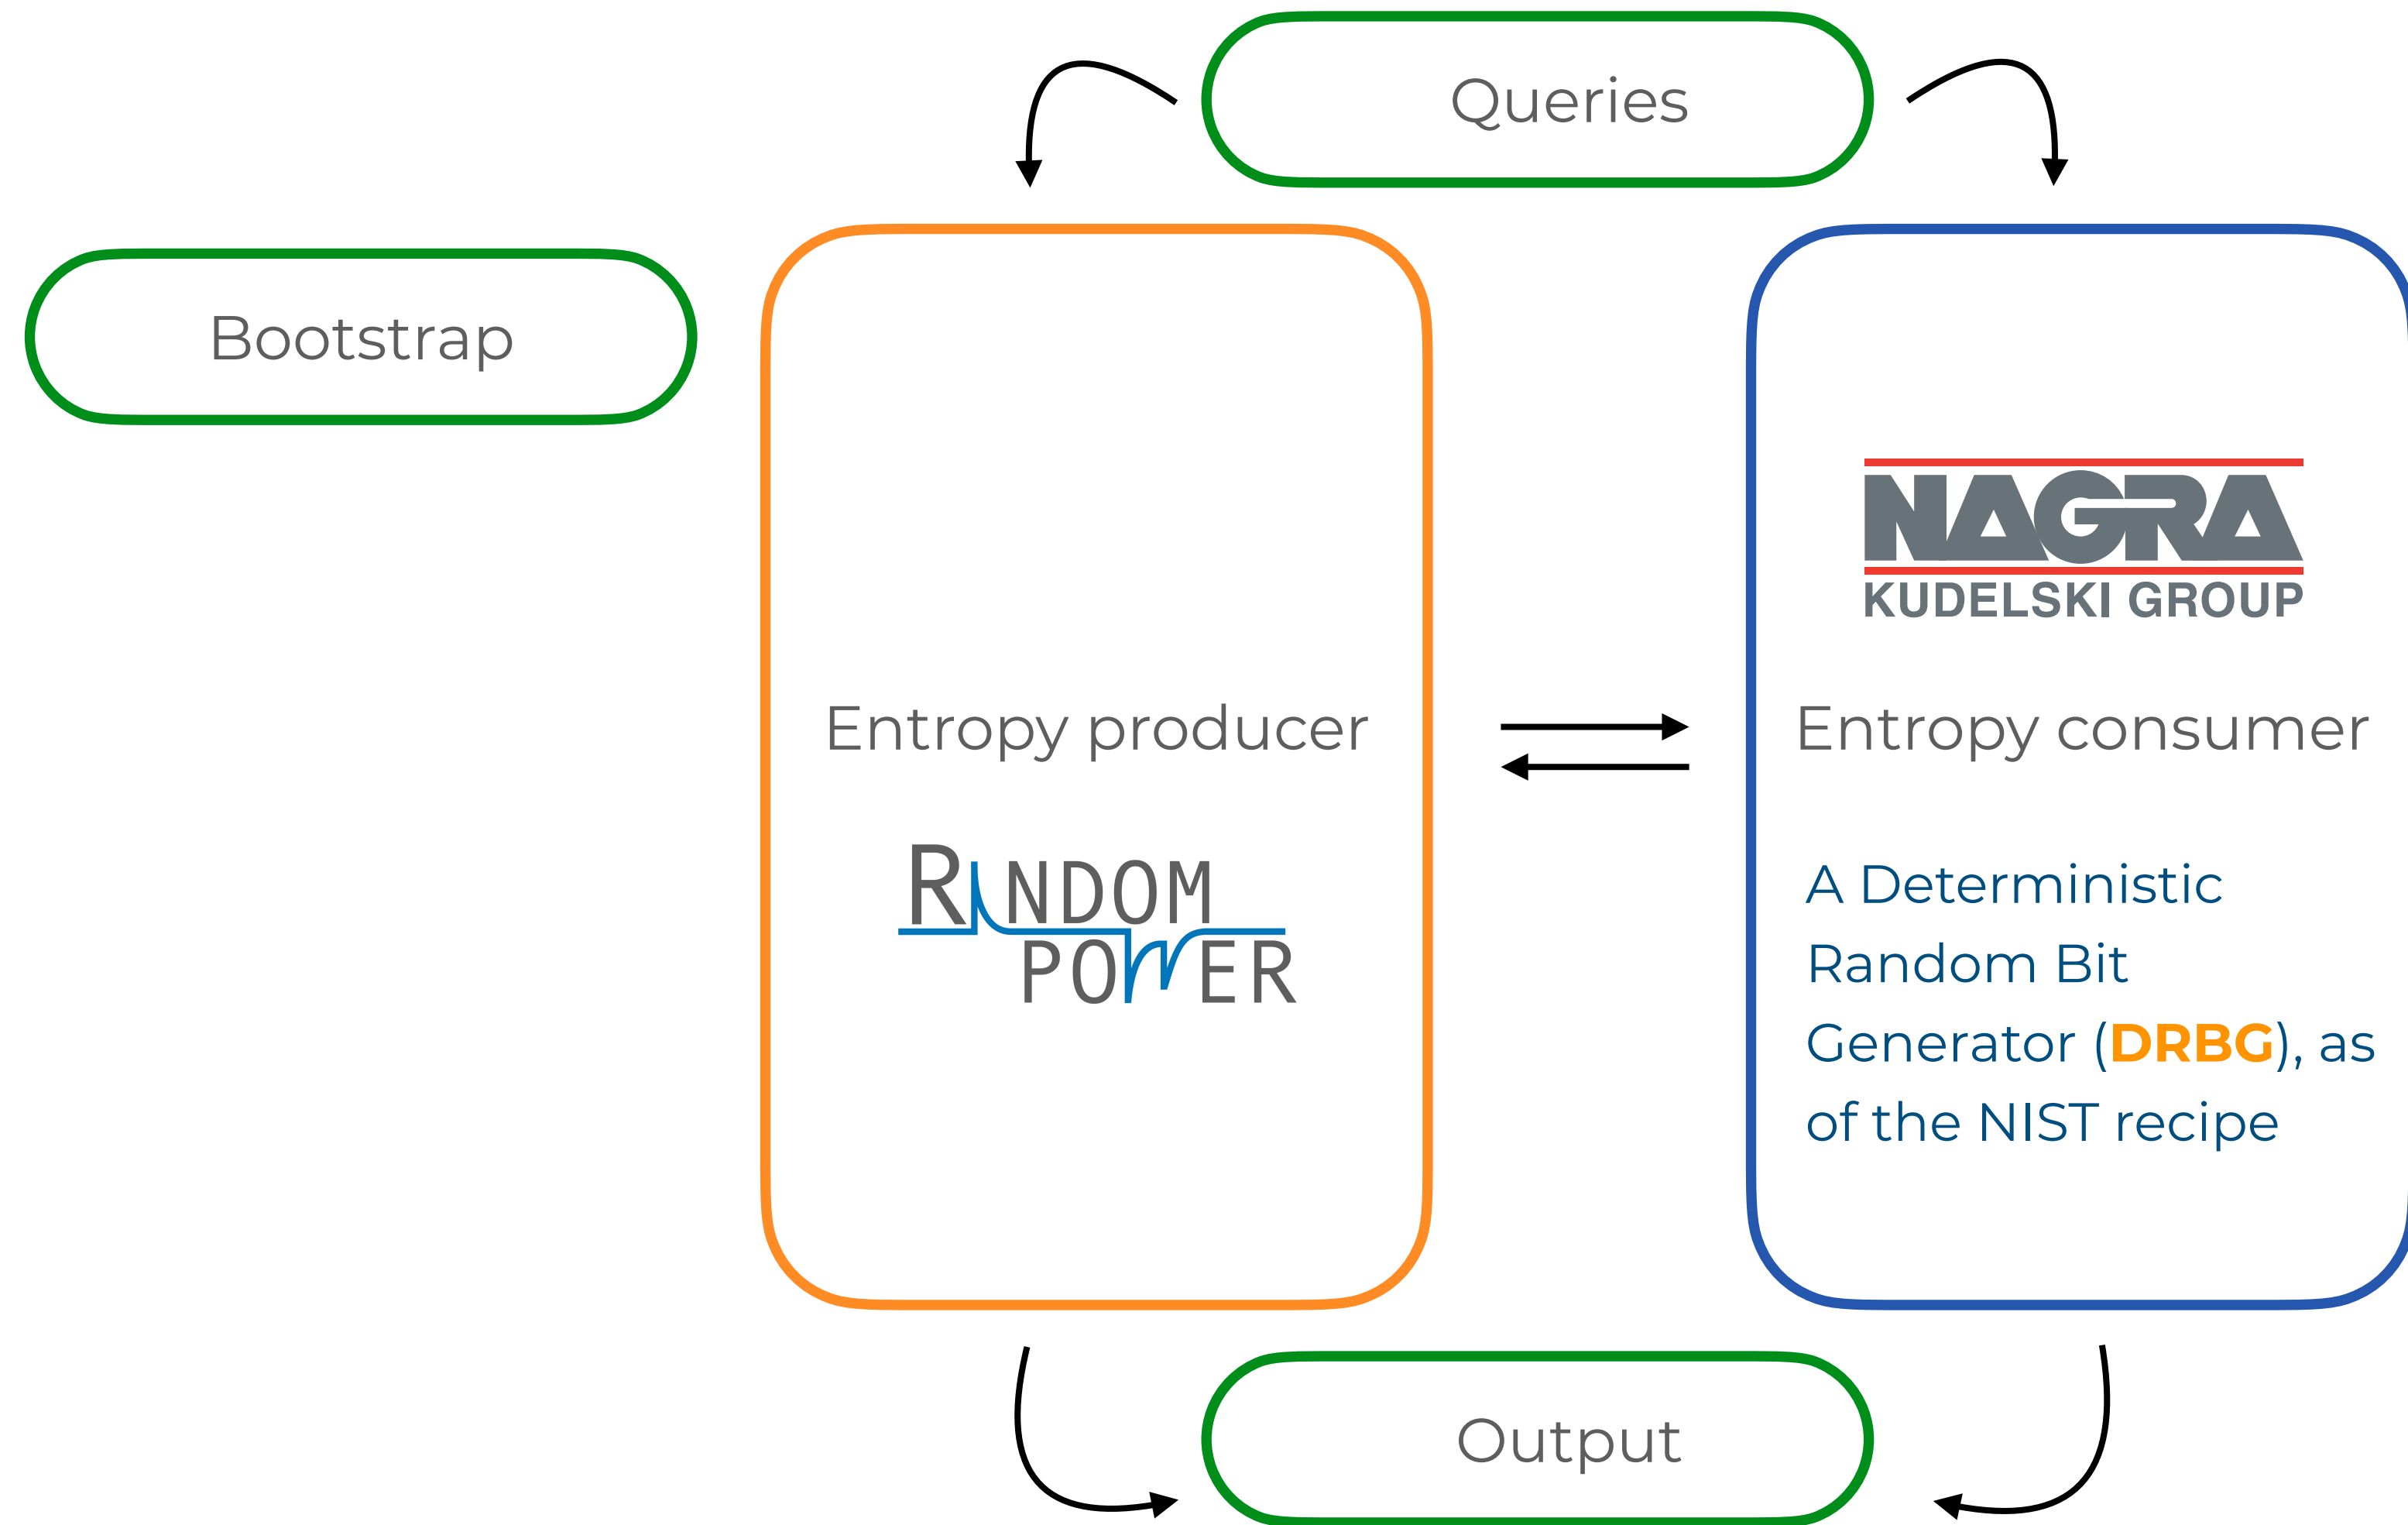 Queries
Bootstrap
NAGRA
KUDELSKI GROUP
Entropy producer
Entropy consumer
RANDOM
POWER
A Deterministic
Random Bit
Generator (DRBG), as
of the NIST recipe
Output